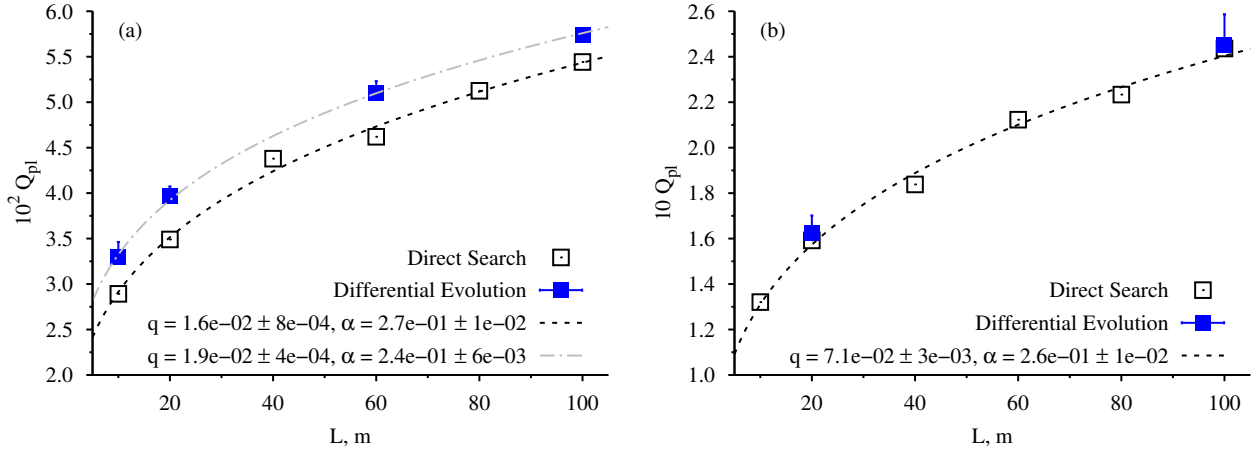 (a)
6.0
5.5
5.0
4.5
4.0
3.5
3.0
2.5
2.0
10² Q_pl
20
40
60
80
100
L, m
Direct Search
Differential Evolution
q = 1.6e−02 ± 8e−04, α = 2.7e−01 ± 1e−02
q = 1.9e−02 ± 4e−04, α = 2.4e−01 ± 6e−03
(b)
2.6
2.4
2.2
2.0
1.8
1.6
1.4
1.2
1.0
10 Q_pl
20
40
60
80
100
L, m
Direct Search
Differential Evolution
q = 7.1e−02 ± 3e−03, α = 2.6e−01 ± 1e−02